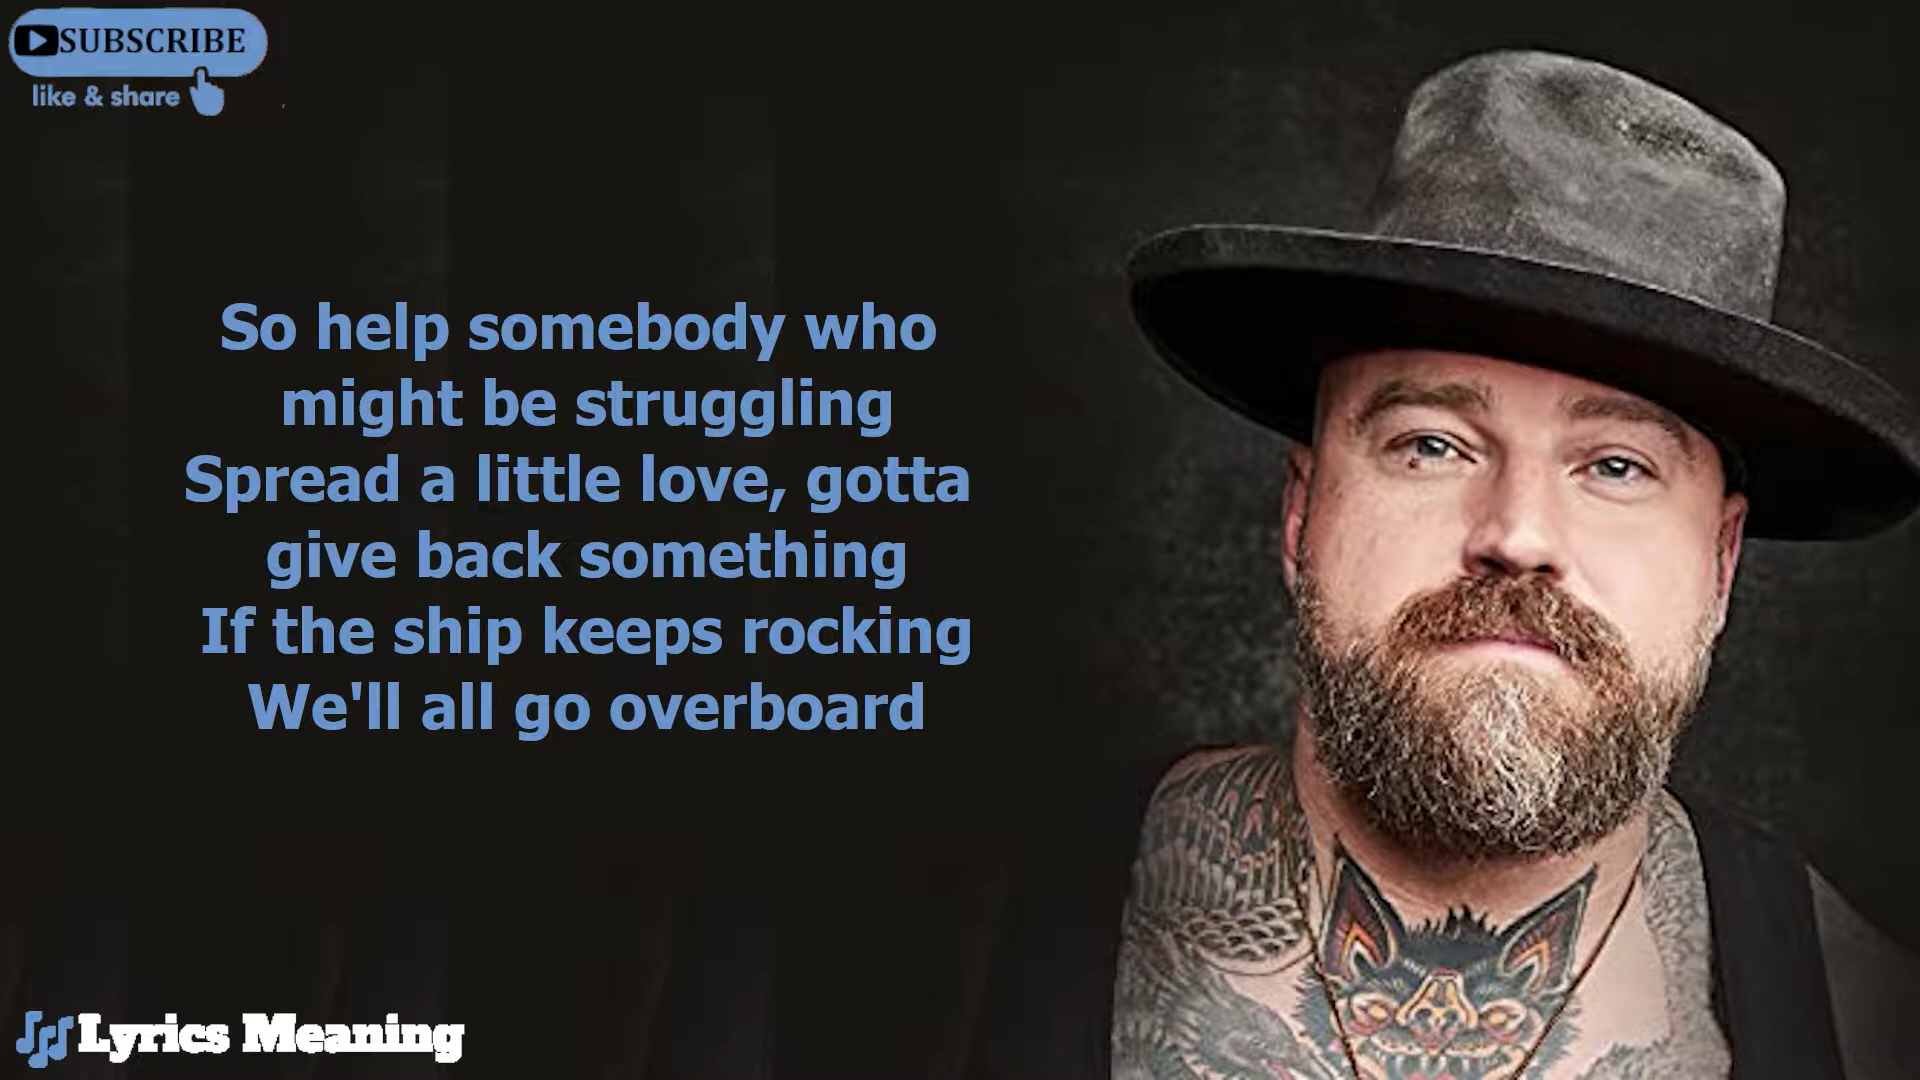 SUBSCRIBE
like & share
So help somebody who
might be struggling
Spread a little love, gotta
give back something
If the ship keeps rocking
We'll all go overboard
Lyrics Meaning